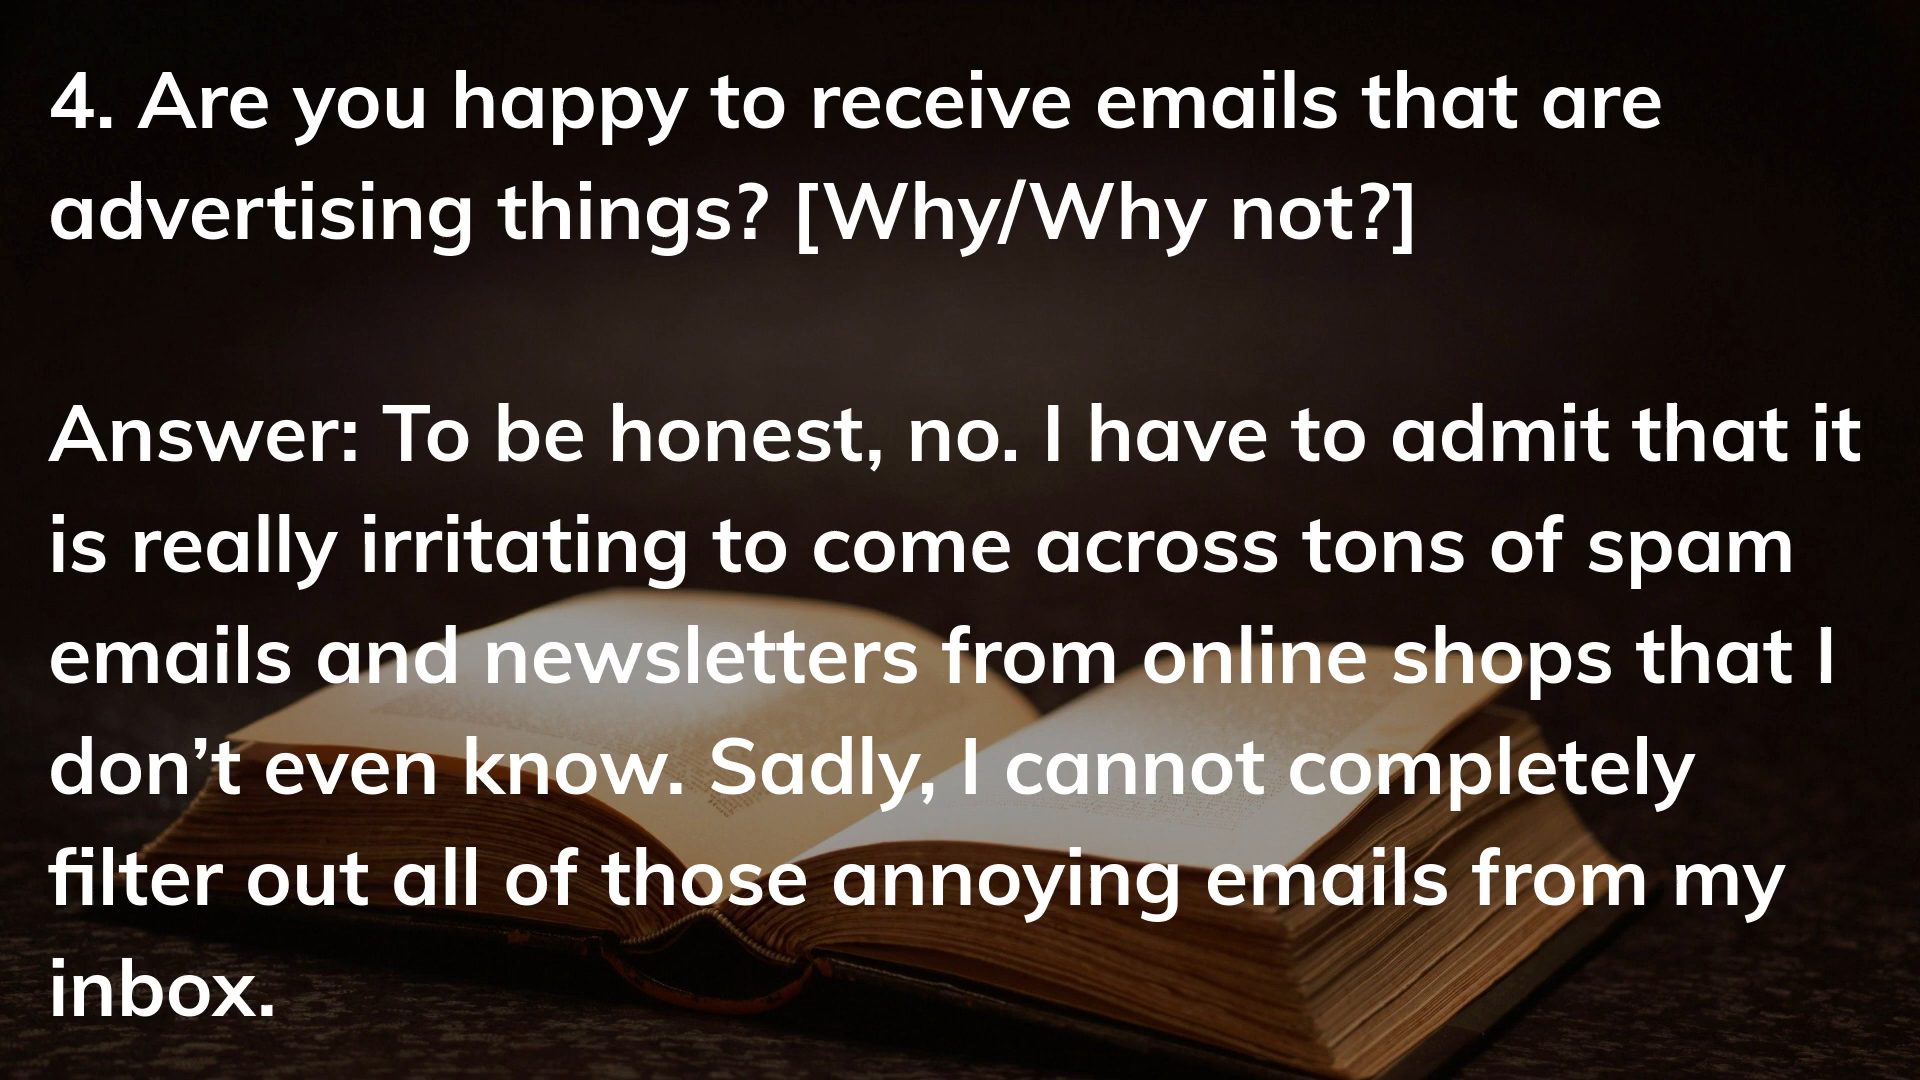 4. Are you happy to receive emails that are
advertising things? [Why/Why not?]
Answer: To be honest, no. I have to admit that it
is really irritating to come across tons of spam
emails and newsletters from online shops that I
don’t even know. Sadly, I cannot completely
filter out all of those annoying emails from my
inbox.